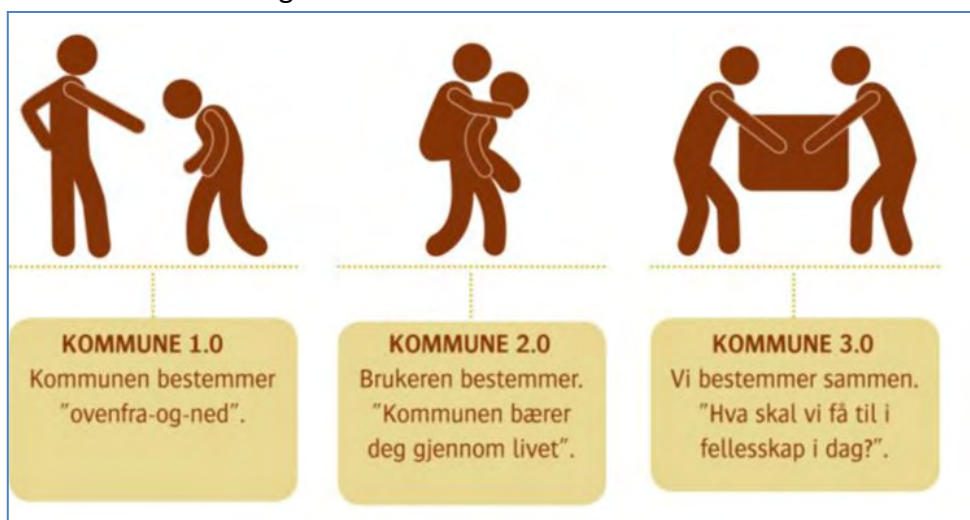 KOMMUNE 1.0
Kommunen bestemmer
”ovenfra-og-ned”.
KOMMUNE 2.0
Brukeren bestemmer.
”Kommunen bærer
deg gjennom livet”.
KOMMUNE 3.0
Vi bestemmer sammen.
”Hva skal vi få til i
fellesskap i dag?”.